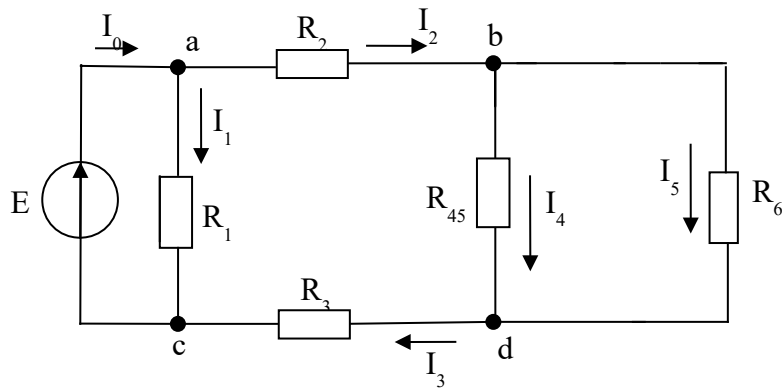 I₀
a
R₂
I₂
b
I₁
E
R₁
R₄₅
I₄
I₅
R₆
R₃
c
I₃
d